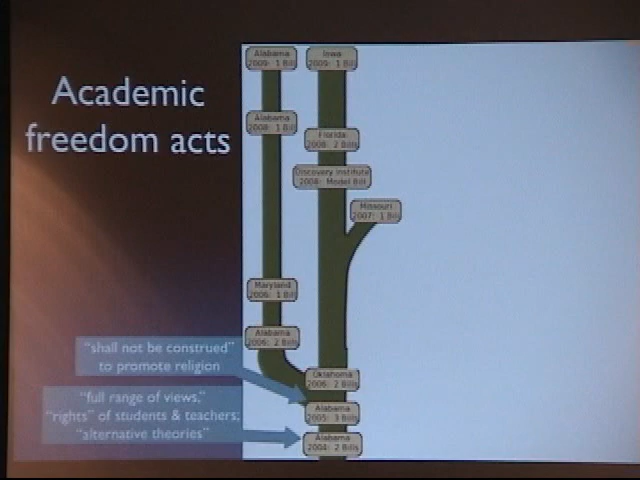 Academic
freedom acts
Alabama
2009: 1 Bill
Iowa
2009: 1 Bill
Alabama
2008: 1 Bill
Florida
2008: 2 Bills
Discovery Institute
2008: Model Bill
Missouri
2007: 1 Bill
Maryland
2006: 1 Bill
Alabama
2006: 2 Bills
"shall not be construed"
to promote religion
Oklahoma
2006: 2 Bills
"full range of views,"
"rights" of students & teachers;
"alternative theories"
Alabama
2005: 3 Bills
Alabama
2004: 2 Bills